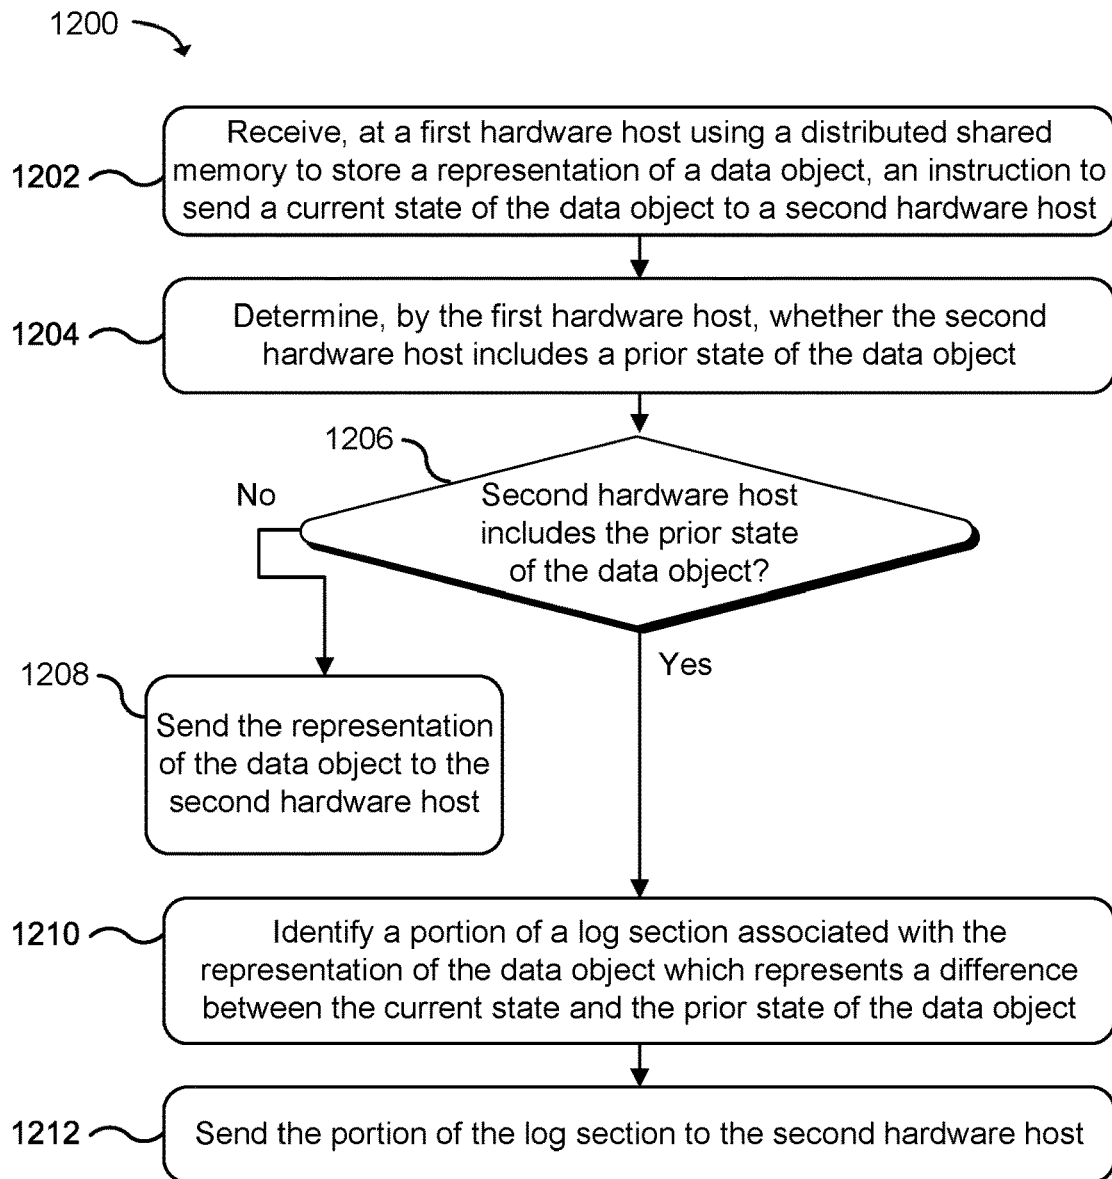 1200
Receive, at a first hardware host using a distributed shared
1202
memory to store a representation of a data object, an instruction to
send a current state of the data object to a second hardware host
1204
Determine, by the first hardware host, whether the second
hardware host includes a prior state of the data object
1206
No
Second hardware host
includes the prior state
of the data object?
Yes
1208
Send the representation
of the data object to the
second hardware host
1210
Identify a portion of a log section associated with the
representation of the data object which represents a difference
between the current state and the prior state of the data object
1212
Send the portion of the log section to the second hardware host